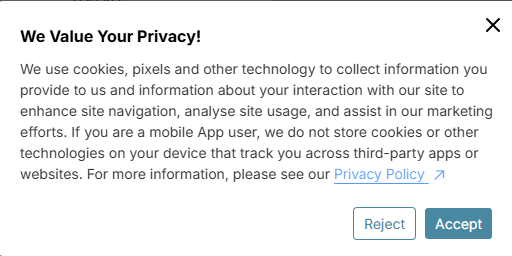 We Value Your Privacy!
We use cookies, pixels and other technology to collect information you
provide to us and information about your interaction with our site to
enhance site navigation, analyse site usage, and assist in our marketing
efforts. If you are a mobile App user, we do not store cookies or other
technologies on your device that track you across third-party apps or
websites. For more information, please see our Privacy Policy
Reject
Accept